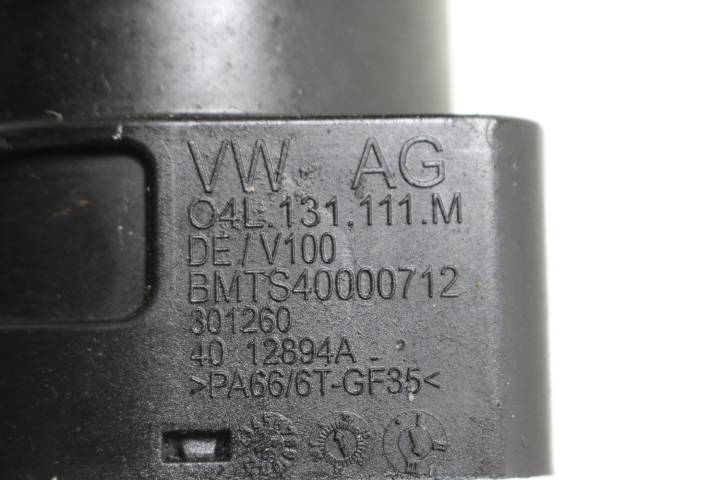 VW AG
04L.131.111.M
DE/V100
BMTS40000712
301260
40 12894A
>PA66/6T-GF35<